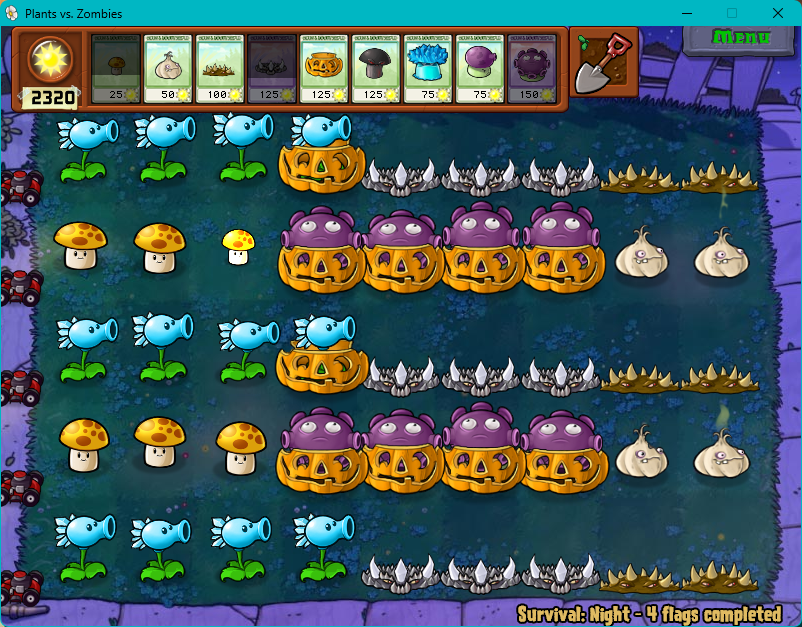 Plants vs. Zombies
Menu
2320
25 50 100 125 125 125 75 75 150
Survival: Night - 4 flags completed